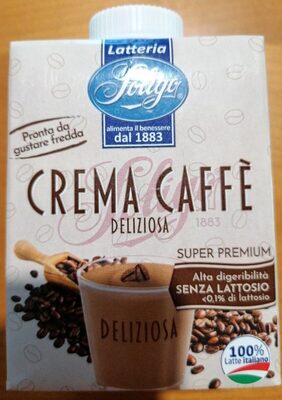 Latteria
Soligo
alimenta il benessere
dal 1883
Pronta da
gustare fredda
CREMA CAFFÈ
DELIZIOSA
1883
SUPER PREMIUM
Alta digeribilità
SENZA LATTOSIO
<0,1% di lattosio
DELIZIOSA
100%
Latte italiano